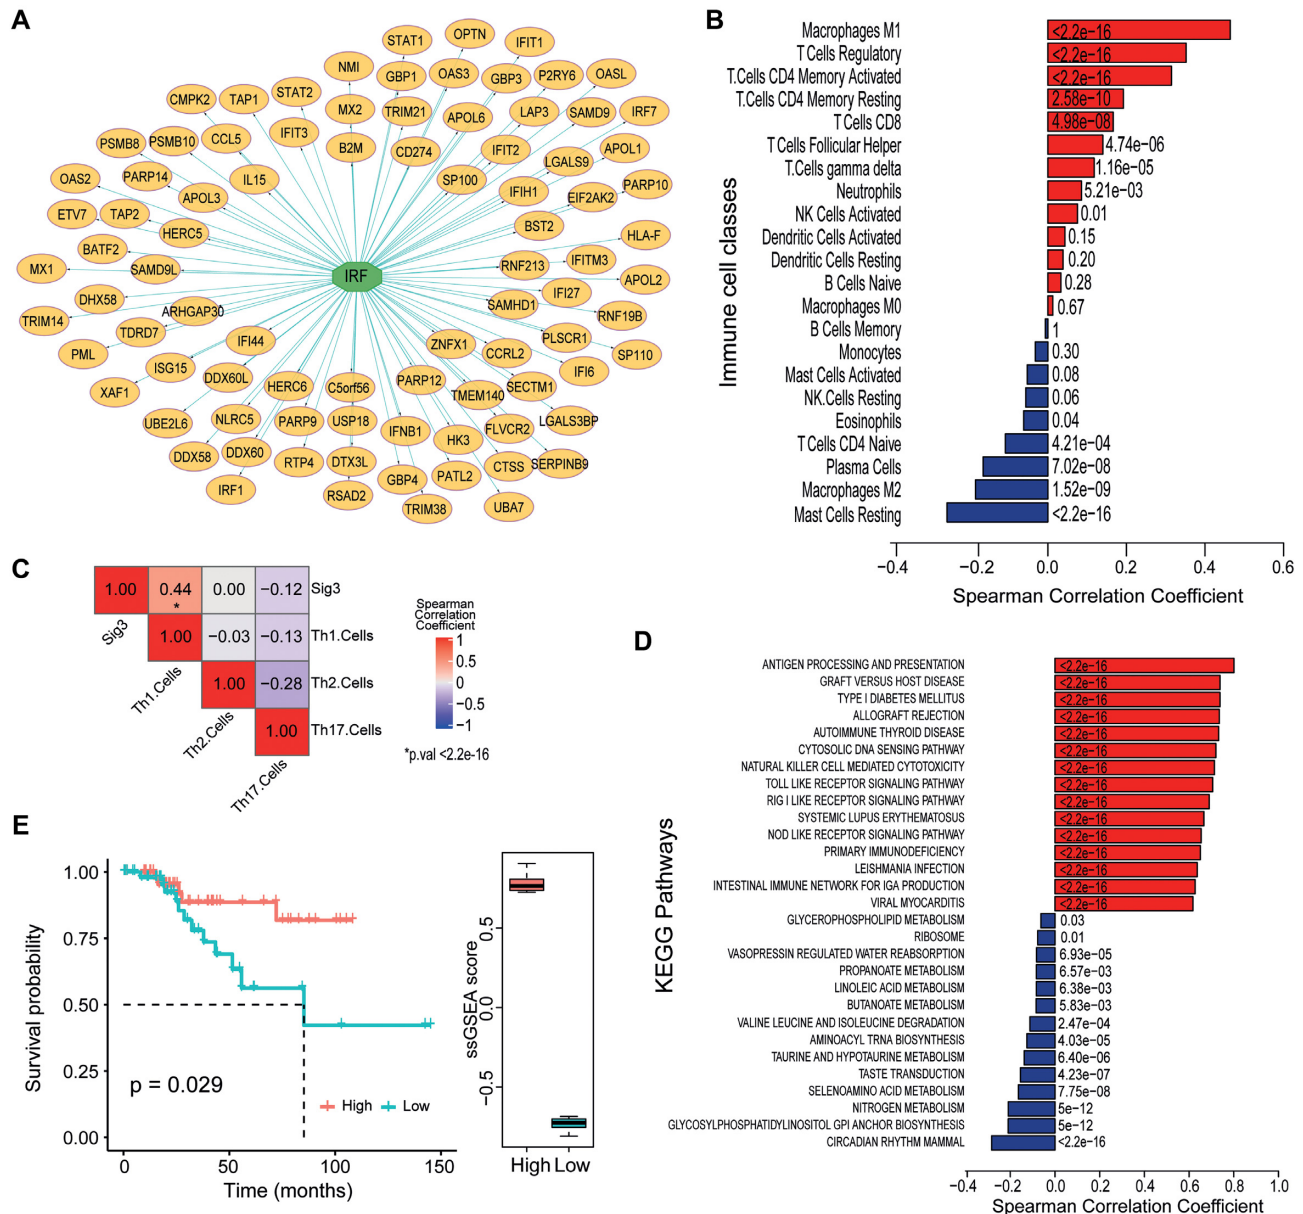 A
STAT1
OPTN
IFIT1
NMI
GBP1
OAS3
GBP3
P2RY6
OASL
CMPK2
TAP1
STAT2
MX2
TRIM21
APOL6
LAP3
SAMD9
IRF7
PSMB8
PSMB10
CCL5
IFIT3
B2M
CD274
IFIT2
LGALS9
APOL1
OAS2
PARP14
APOL3
IL15
SP100
IFIH1
EIF2AK2
PARP10
ETV7
TAP2
HERC5
BST2
HLA-F
BATF2
MX1
SAMD9L
IRF
RNF213
IFITM3
APOL2
DHX58
ARHGAP30
SAMHD1
IFI27
RNF19B
TRIM14
TDRD7
PML
IFI44
ZNFX1
CCRL2
PLSCR1
SP110
XAF1
ISG15
DDX60L
HERC6
C5orf56
PARP12
TMEM140
SECTM1
IFI6
UBE2L6
NLRC5
PARP9
USP18
IFNB1
HK3
FLVCR2
LGALS3BP
DDX58
DDX60
RTP4
DTX3L
GBP4
PATL2
CTSS
SERPINB9
IRF1
RSAD2
TRIM38
UBA7
B
Immune cell classes
Macrophages M1 <2.2e−16
T Cells Regulatory <2.2e−16
T.Cells CD4 Memory Activated <2.2e−16
T.Cells CD4 Memory Resting 2.58e−10
T Cells CD8 4.98e−08
T Cells Follicular Helper 4.74e−06
T.Cells gamma delta 1.16e−05
Neutrophils 5.21e−03
NK Cells Activated 0.01
Dendritic Cells Activated 0.15
Dendritic Cells Resting 0.20
B Cells Naive 0.28
Macrophages M0 0.67
B Cells Memory 1
Monocytes 0.30
Mast Cells Activated 0.08
NK.Cells Resting 0.06
Eosinophils 0.04
T Cells CD4 Naive 4.21e−04
Plasma Cells 7.02e−08
Macrophages M2 1.52e−09
Mast Cells Resting <2.2e−16
−0.4 −0.2 0.0 0.2 0.4 0.6
Spearman Correlation Coefficient
C
1.00 0.44 0.00 −0.12 Sig3
*
Sig3 1.00 −0.03 −0.13 Th1.Cells
Th1.Cells 1.00 −0.28 Th2.Cells
Th2.Cells 1.00 Th17.Cells
Th17.Cells
Spearman
Correlation
Coefficient
1
0.5
0
−0.5
−1
*p.val <2.2e-16
D
KEGG Pathways
ANTIGEN PROCESSING AND PRESENTATION <2.2e−16
GRAFT VERSUS HOST DISEASE <2.2e−16
TYPE I DIABETES MELLITUS <2.2e−16
ALLOGRAFT REJECTION <2.2e−16
AUTOIMMUNE THYROID DISEASE <2.2e−16
CYTOSOLIC DNA SENSING PATHWAY <2.2e−16
NATURAL KILLER CELL MEDIATED CYTOTOXICITY <2.2e−16
TOLL LIKE RECEPTOR SIGNALING PATHWAY <2.2e−16
RIG I LIKE RECEPTOR SIGNALING PATHWAY <2.2e−16
SYSTEMIC LUPUS ERYTHEMATOSUS <2.2e−16
NOD LIKE RECEPTOR SIGNALING PATHWAY <2.2e−16
PRIMARY IMMUNODEFICIENCY <2.2e−16
LEISHMANIA INFECTION <2.2e−16
INTESTINAL IMMUNE NETWORK FOR IGA PRODUCTION <2.2e−16
VIRAL MYOCARDITIS <2.2e−16
GLYCEROPHOSPHOLIPID METABOLISM 0.03
RIBOSOME 0.01
VASOPRESSIN REGULATED WATER REABSORPTION 6.93e−05
PROPANOATE METABOLISM 6.57e−03
LINOLEIC ACID METABOLISM 6.38e−03
BUTANOATE METABOLISM 5.83e−03
VALINE LEUCINE AND ISOLEUCINE DEGRADATION 2.47e−04
AMINOACYL TRNA BIOSYNTHESIS 4.03e−05
TAURINE AND HYPOTAURINE METABOLISM 6.40e−06
TASTE TRANSDUCTION 4.23e−07
SELENOAMINO ACID METABOLISM 7.75e−08
NITROGEN METABOLISM 5e−12
GLYCOSYLPHOSPHATIDYLINOSITOL GPI ANCHOR BIOSYNTHESIS 5e−12
CIRCADIAN RHYTHM MAMMAL <2.2e−16
−0.4 −0.2 0.0 0.2 0.4 0.6 0.8 1.0
Spearman Correlation Coefficient
E
Survival probability
1.00
0.75
0.50
0.25
0.00
p = 0.029
High Low
0 50 100 150
Time (months)
ssGSEA score
0.5
0.0
−0.5
High Low